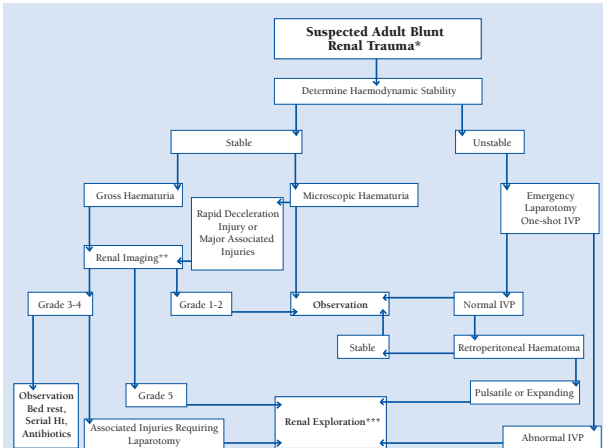 Suspected Adult Blunt
Renal Trauma*
Determine Haemodynamic Stability
Stable
Unstable
Gross Haematuria
Microscopic Haematuria
Emergency
Laparotomy
One-shot IVP
Rapid Deceleration
Injury or
Major Associated
Injuries
Renal Imaging**
Grade 3-4
Grade 1-2
Observation
Normal IVP
Stable
Retroperitoneal Haematoma
Observation
Bed rest,
Serial Ht,
Antibiotics
Grade 5
Pulsatile or Expanding
Associated Injuries Requiring
Laparotomy
Renal Exploration***
Abnormal IVP